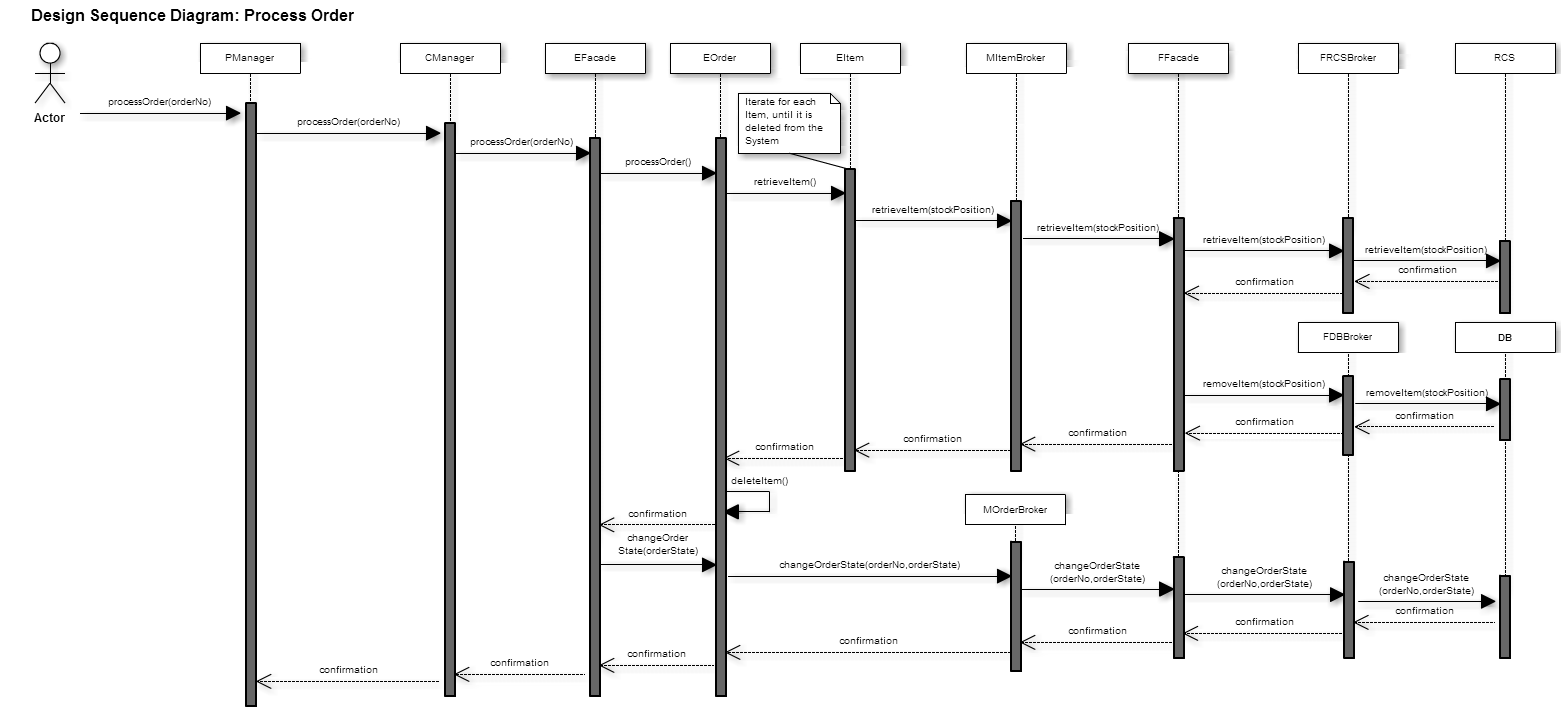 Design Sequence Diagram: Process Order
PManager
CManager
EFacade
EOrder
EItem
MItemBroker
FFacade
FRCSBroker
RCS
Actor
processOrder(orderNo)
processOrder(orderNo)
processOrder(orderNo)
processOrder()
Iterate for each
Item, until it is
deleted from the
System
retrieveItem()
retrieveItem(stockPosition)
retrieveItem(stockPosition)
retrieveItem(stockPosition)
retrieveItem(stockPosition)
confirmation
confirmation
FDBBroker
DB
removeItem(stockPosition)
removeItem(stockPosition)
confirmation
confirmation
confirmation
confirmation
confirmation
deleteItem()
confirmation
MOrderBroker
changeOrder
State(orderState)
changeOrderState(orderNo,orderState)
changeOrderState
(orderNo,orderState)
changeOrderState
(orderNo,orderState)
changeOrderState
(orderNo,orderState)
confirmation
confirmation
confirmation
confirmation
confirmation
confirmation
confirmation